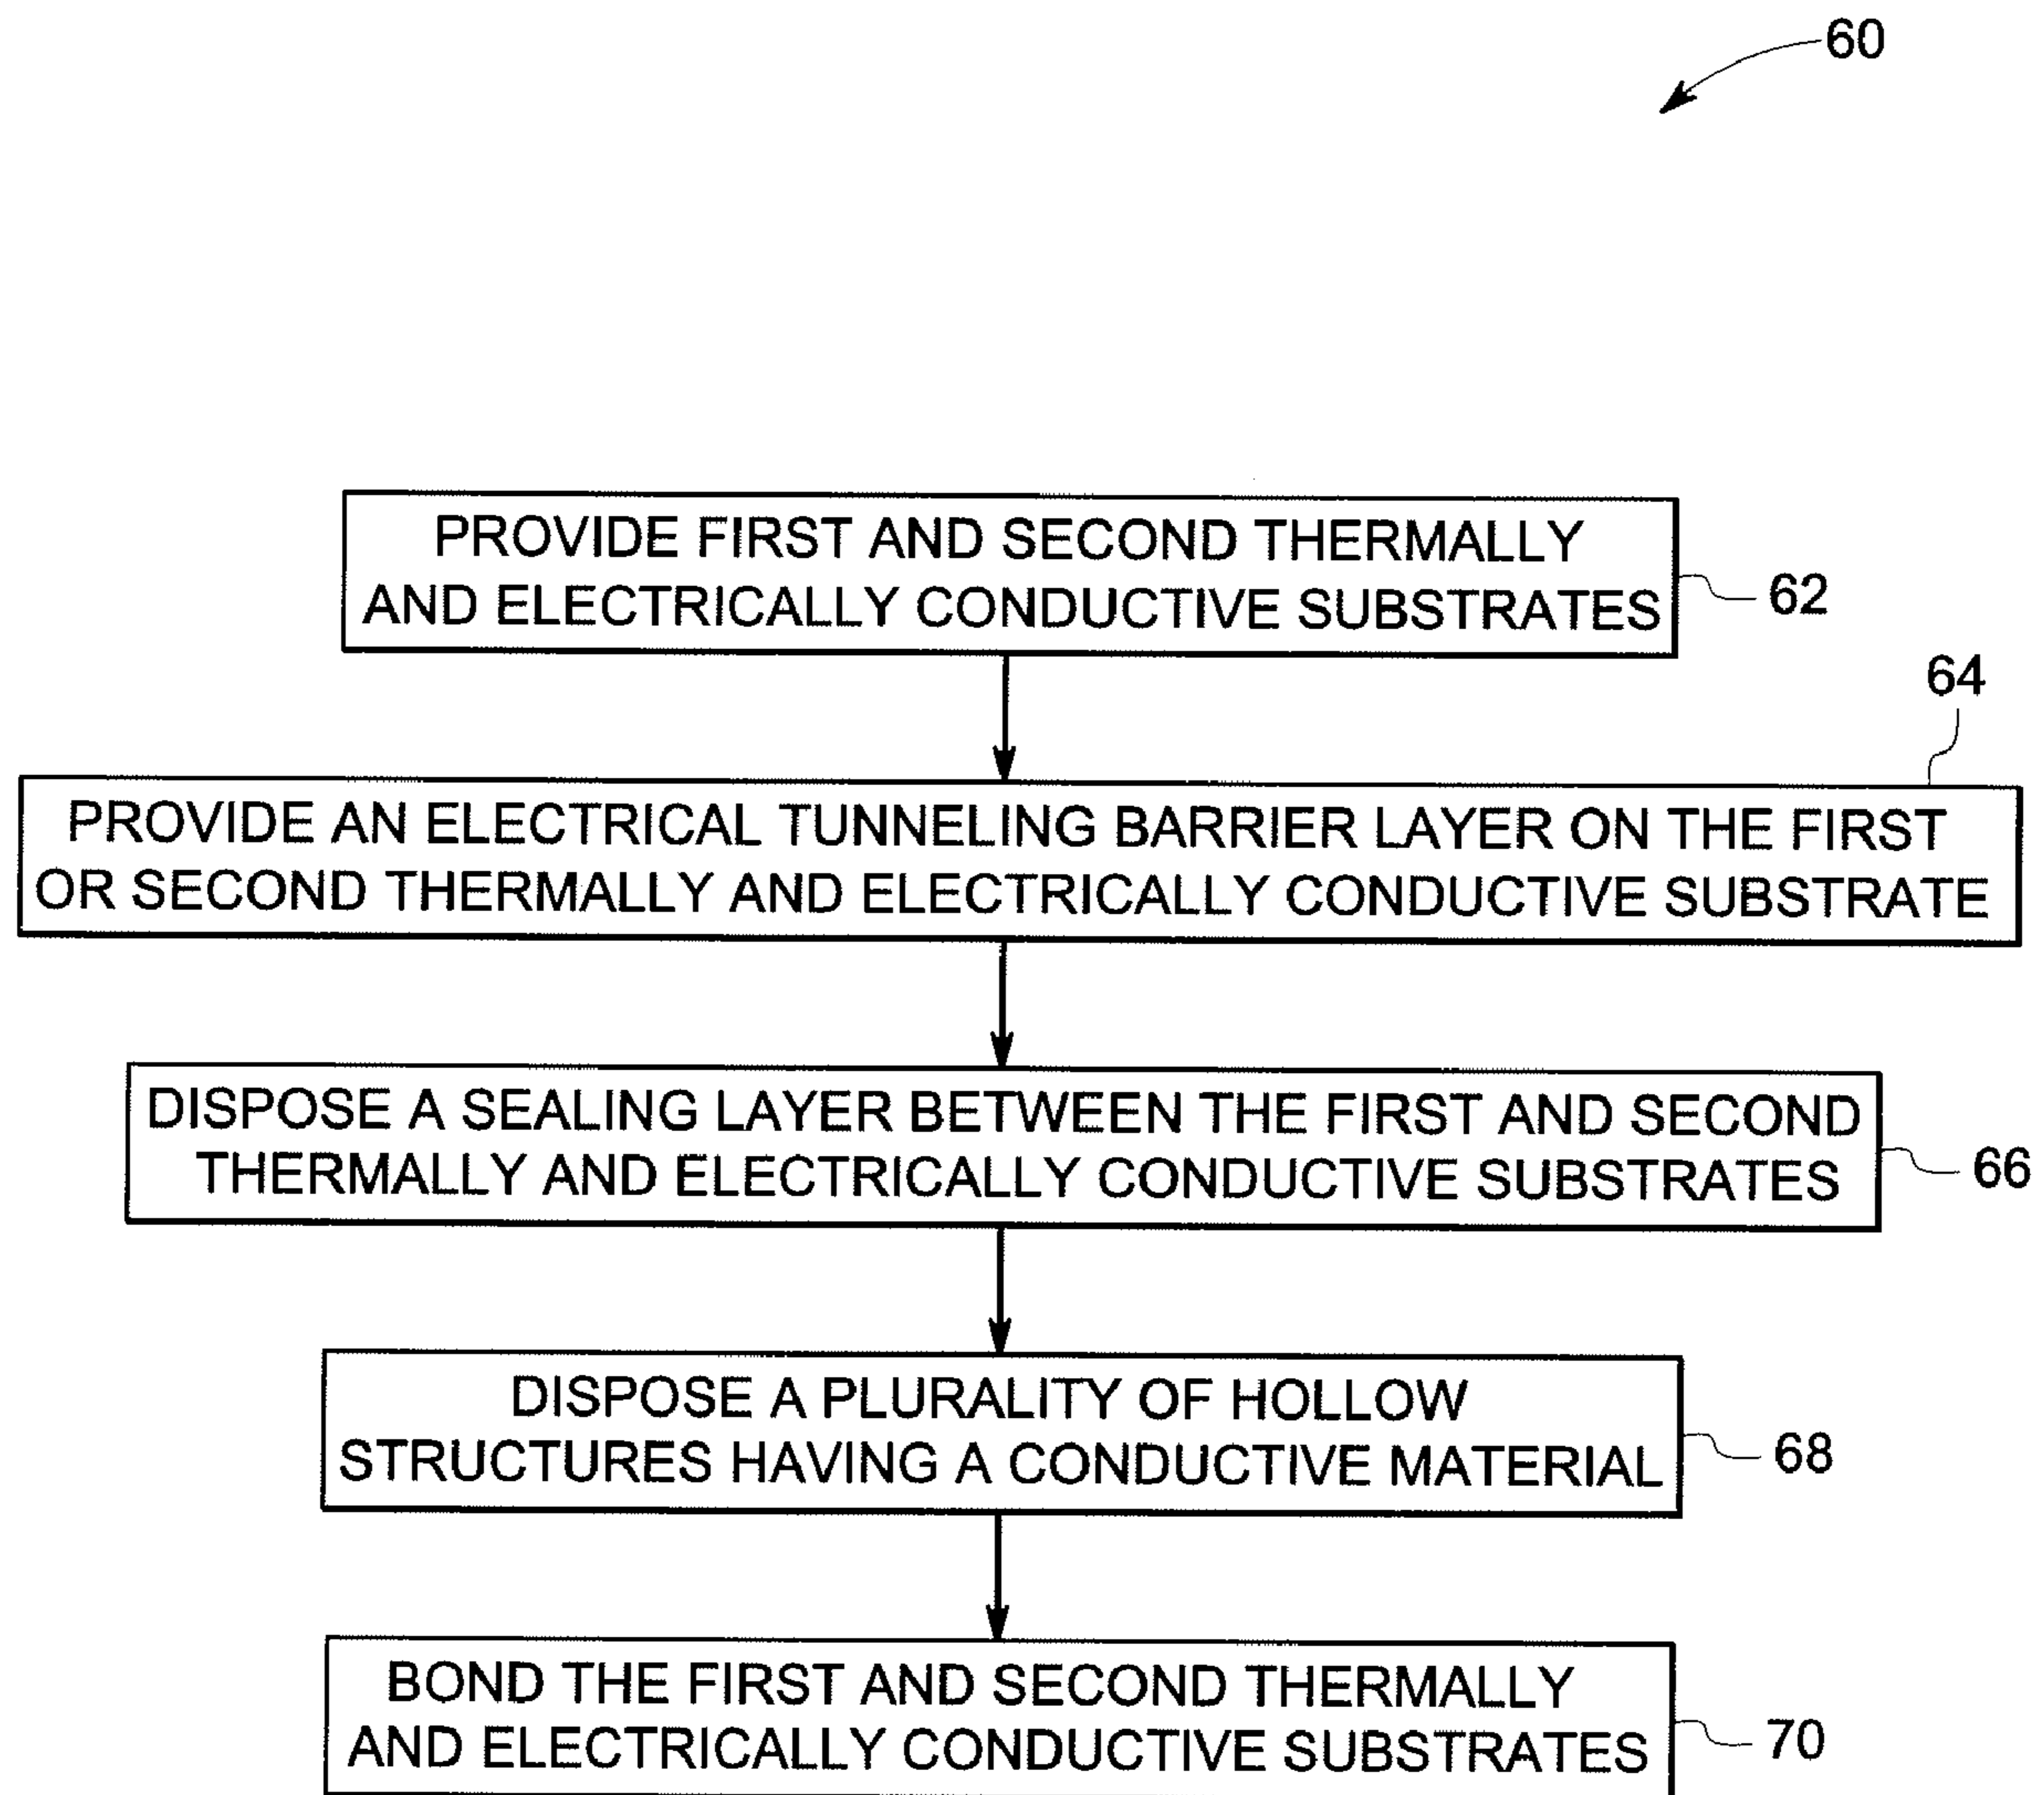 60
PROVIDE FIRST AND SECOND THERMALLY
AND ELECTRICALLY CONDUCTIVE SUBSTRATES
62
64
PROVIDE AN ELECTRICAL TUNNELING BARRIER LAYER ON THE FIRST
OR SECOND THERMALLY AND ELECTRICALLY CONDUCTIVE SUBSTRATE
DISPOSE A SEALING LAYER BETWEEN THE FIRST AND SECOND
THERMALLY AND ELECTRICALLY CONDUCTIVE SUBSTRATES
66
DISPOSE A PLURALITY OF HOLLOW
STRUCTURES HAVING A CONDUCTIVE MATERIAL
68
BOND THE FIRST AND SECOND THERMALLY
AND ELECTRICALLY CONDUCTIVE SUBSTRATES
70